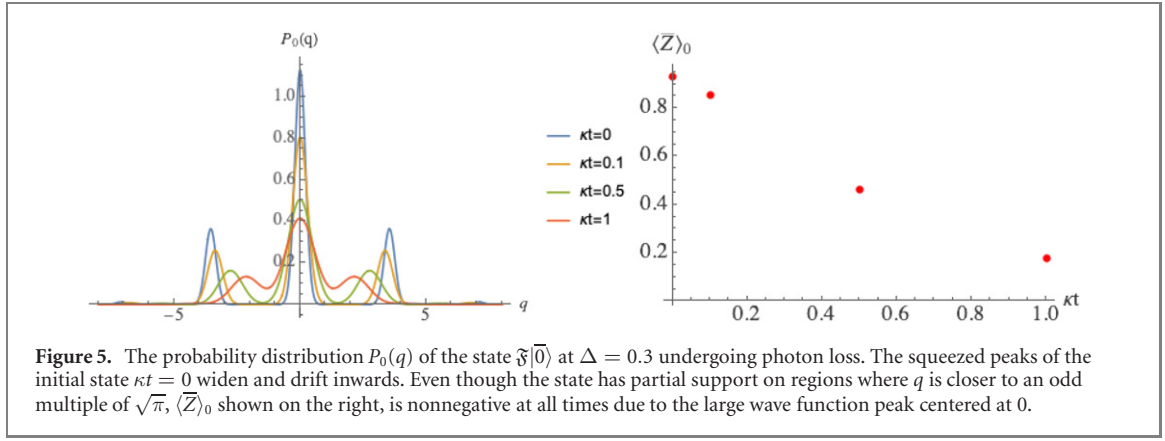 P₀(q)
1.0
0.8
0.6
0.4
0.2
−5
5
q
κt=0
κt=0.1
κt=0.5
κt=1
⟨Z̅⟩₀
0.8
0.6
0.4
0.2
0.2 0.4 0.6 0.8 1.0
κt
Figure 5. The probability distribution P₀(q) of the state 𝔉|0̅⟩ at Δ = 0.3 undergoing photon loss. The squeezed peaks of the
initial state κt = 0 widen and drift inwards. Even though the state has partial support on regions where q is closer to an odd
multiple of √π, ⟨Z̅⟩₀ shown on the right, is nonnegative at all times due to the large wave function peak centered at 0.